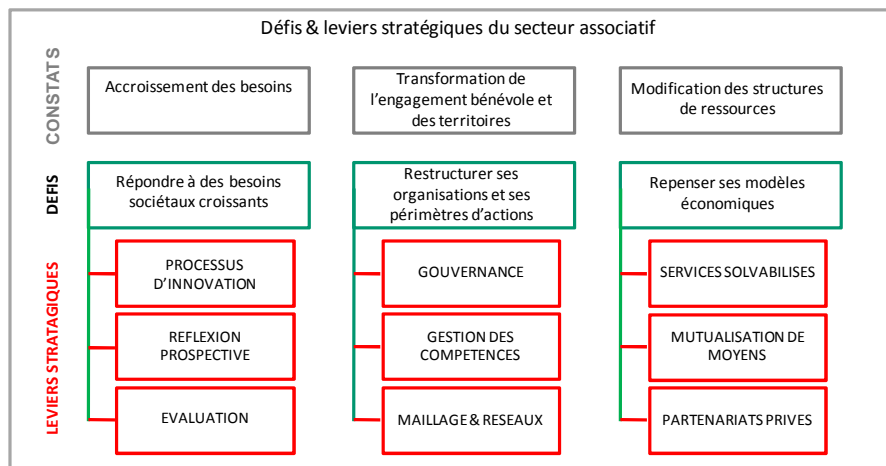 Défis & leviers stratégiques du secteur associatif
CONSTATS
Accroissement des besoins
Transformation de
l'engagement bénévole et
des territoires
Modification des structures
de ressources
DEFIS
Répondre à des besoins
sociétaux croissants
Restructurer ses
organisations et ses
périmètres d'actions
Repenser ses modèles
économiques
LEVIERS STRATAGIQUES
PROCESSUS
D'INNOVATION
GOUVERNANCE
SERVICES SOLVABILISES
REFLEXION
PROSPECTIVE
GESTION DES
COMPETENCES
MUTUALISATION DE
MOYENS
EVALUATION
MAILLAGE & RESEAUX
PARTENARIATS PRIVES